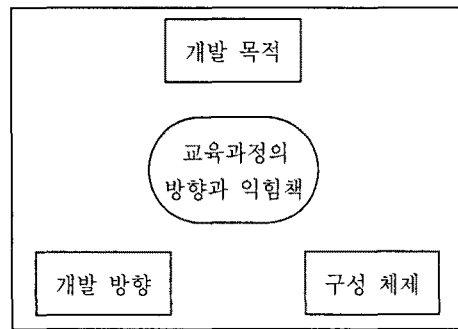 개발 목적
교육과정의
방향과 익힘책
개발 방향
구성 체제